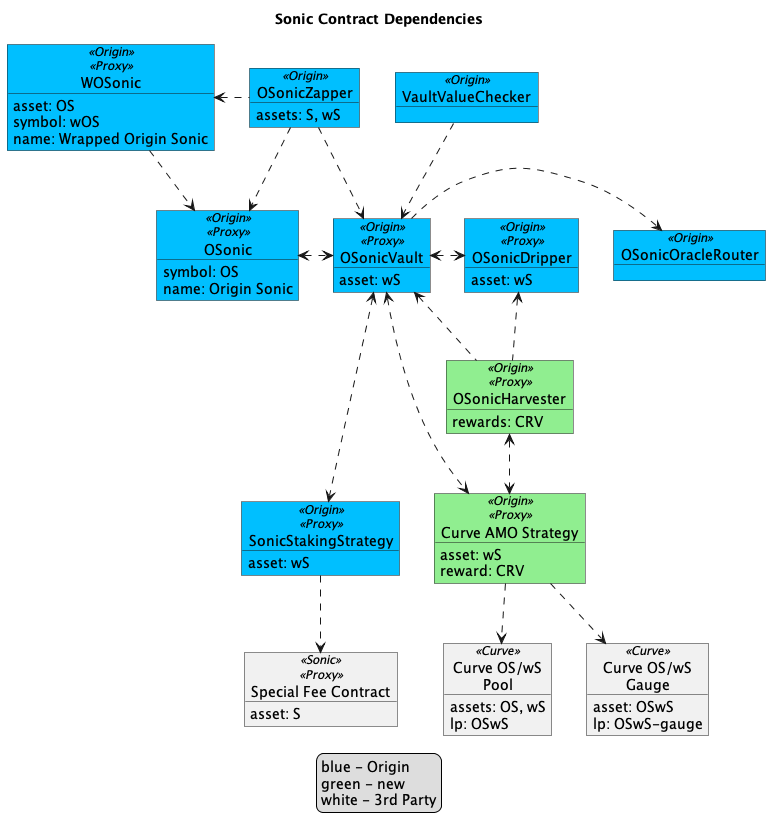 Sonic Contract Dependencies
«Origin»
«Proxy»
WOSonic
asset: OS
symbol: wOS
name: Wrapped Origin Sonic
«Origin»
OSonicZapper
assets: S, wS
«Origin»
VaultValueChecker
«Origin»
«Proxy»
OSonic
symbol: OS
name: Origin Sonic
«Origin»
«Proxy»
OSonicVault
asset: wS
«Origin»
«Proxy»
OSonicDripper
asset: wS
«Origin»
OSonicOracleRouter
«Origin»
«Proxy»
OSonicHarvester
rewards: CRV
«Origin»
«Proxy»
SonicStakingStrategy
asset: wS
«Origin»
«Proxy»
Curve AMO Strategy
asset: wS
reward: CRV
«Sonic»
«Proxy»
Special Fee Contract
asset: S
«Curve»
Curve OS/wS
Pool
assets: OS, wS
lp: OSwS
«Curve»
Curve OS/wS
Gauge
asset: OSwS
lp: OSwS-gauge
blue - Origin
green - new
white - 3rd Party